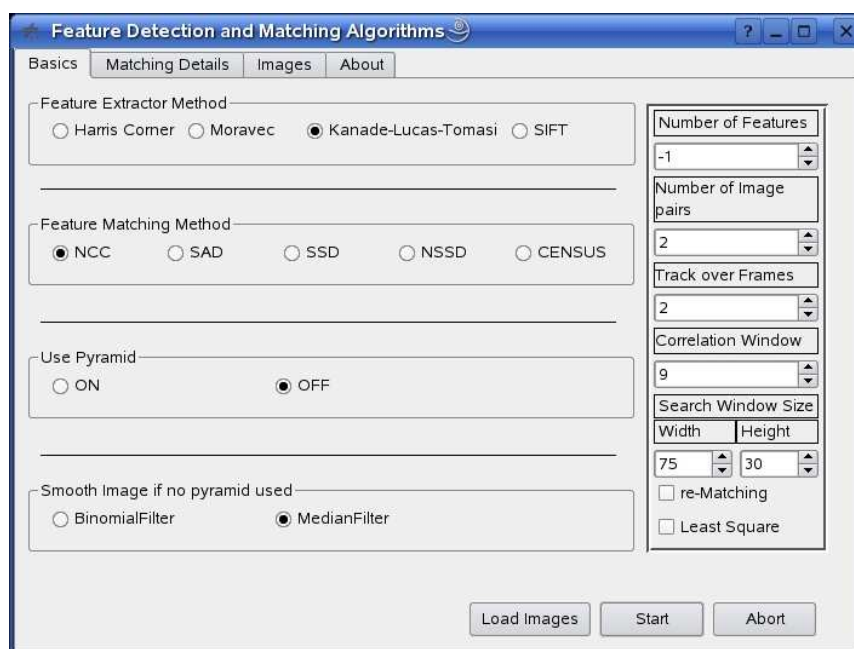 Feature Detection and Matching Algorithms
Basics Matching Details Images About
Feature Extractor Method
Harris Corner Moravec Kanade-Lucas-Tomasi SIFT
Feature Matching Method
NCC SAD SSD NSSD CENSUS
Use Pyramid
ON OFF
Smooth Image if no pyramid used
BinomialFilter MedianFilter
Number of Features
-1
Number of Image
pairs
2
Track over Frames
2
Correlation Window
9
Search Window Size
Width Height
75 30
re-Matching
Least Square
Load Images Start Abort